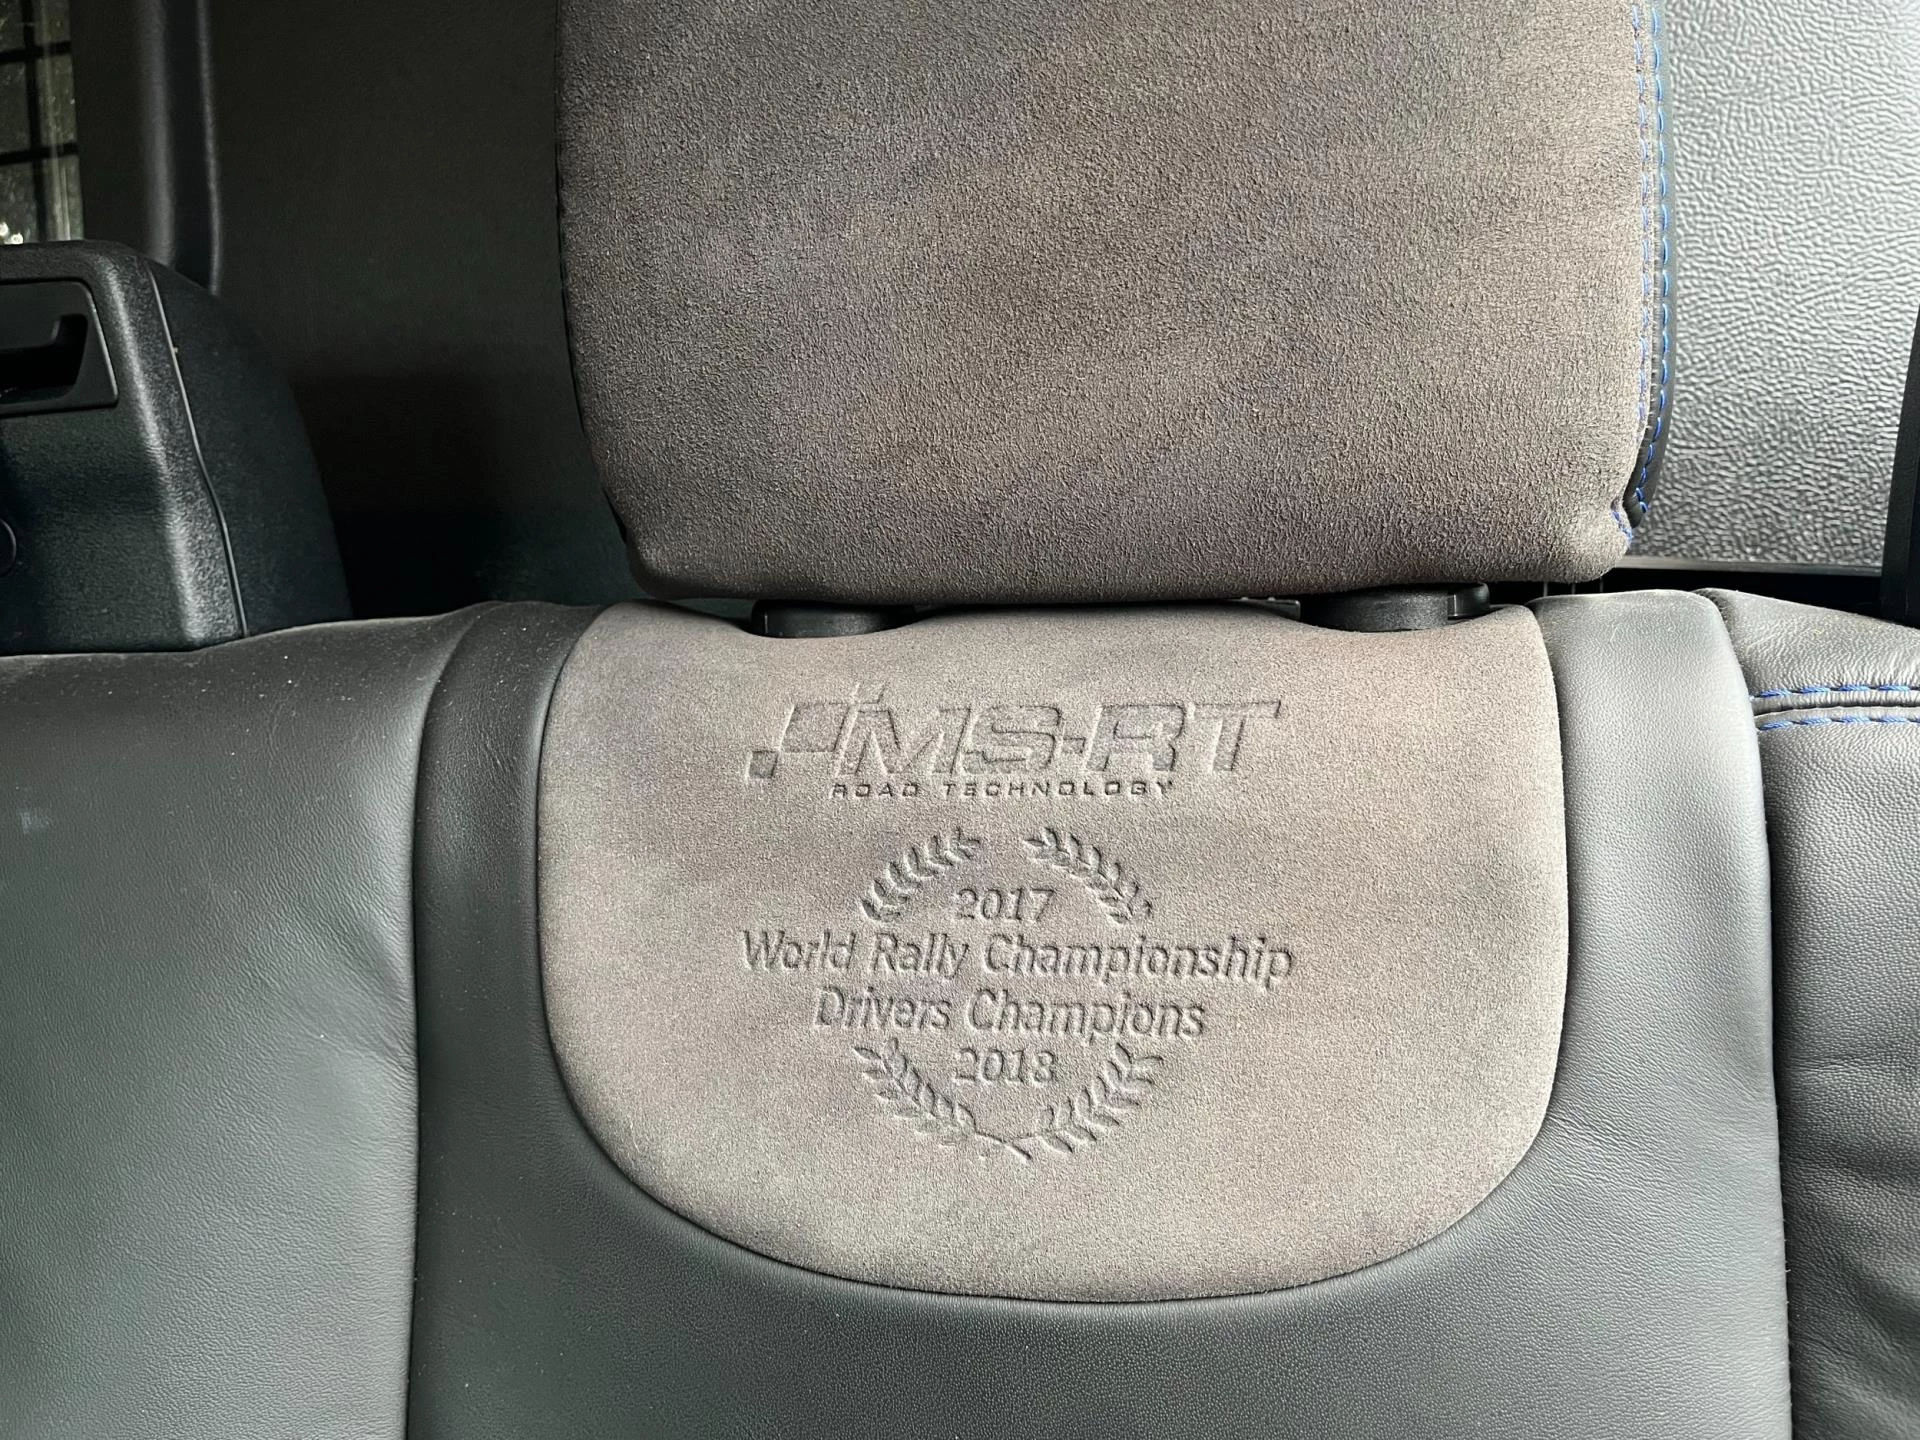 MS-RT
ROAD TECHNOLOGY
2017
World Rally Championship
Drivers Champions
2018